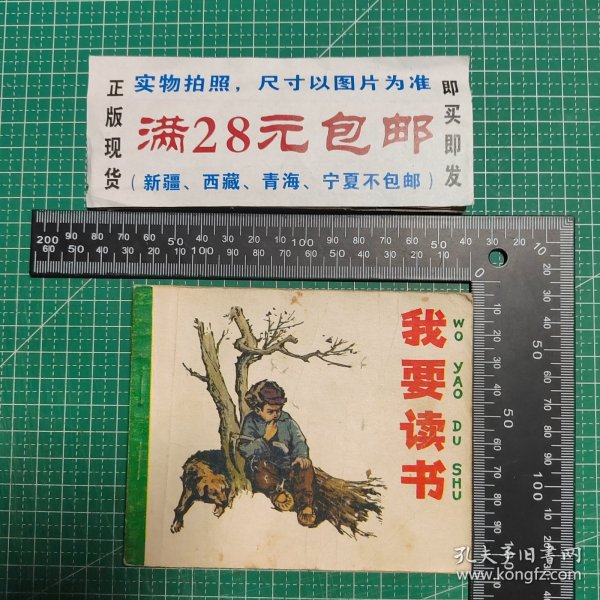 正版现货
实物拍照，尺寸以图片为准
满28元包邮
（新疆、西藏、青海、宁夏不包邮）
即买即发
我要读书
WO YAO DU SHU
孔夫子旧书网
www.kongfz.com